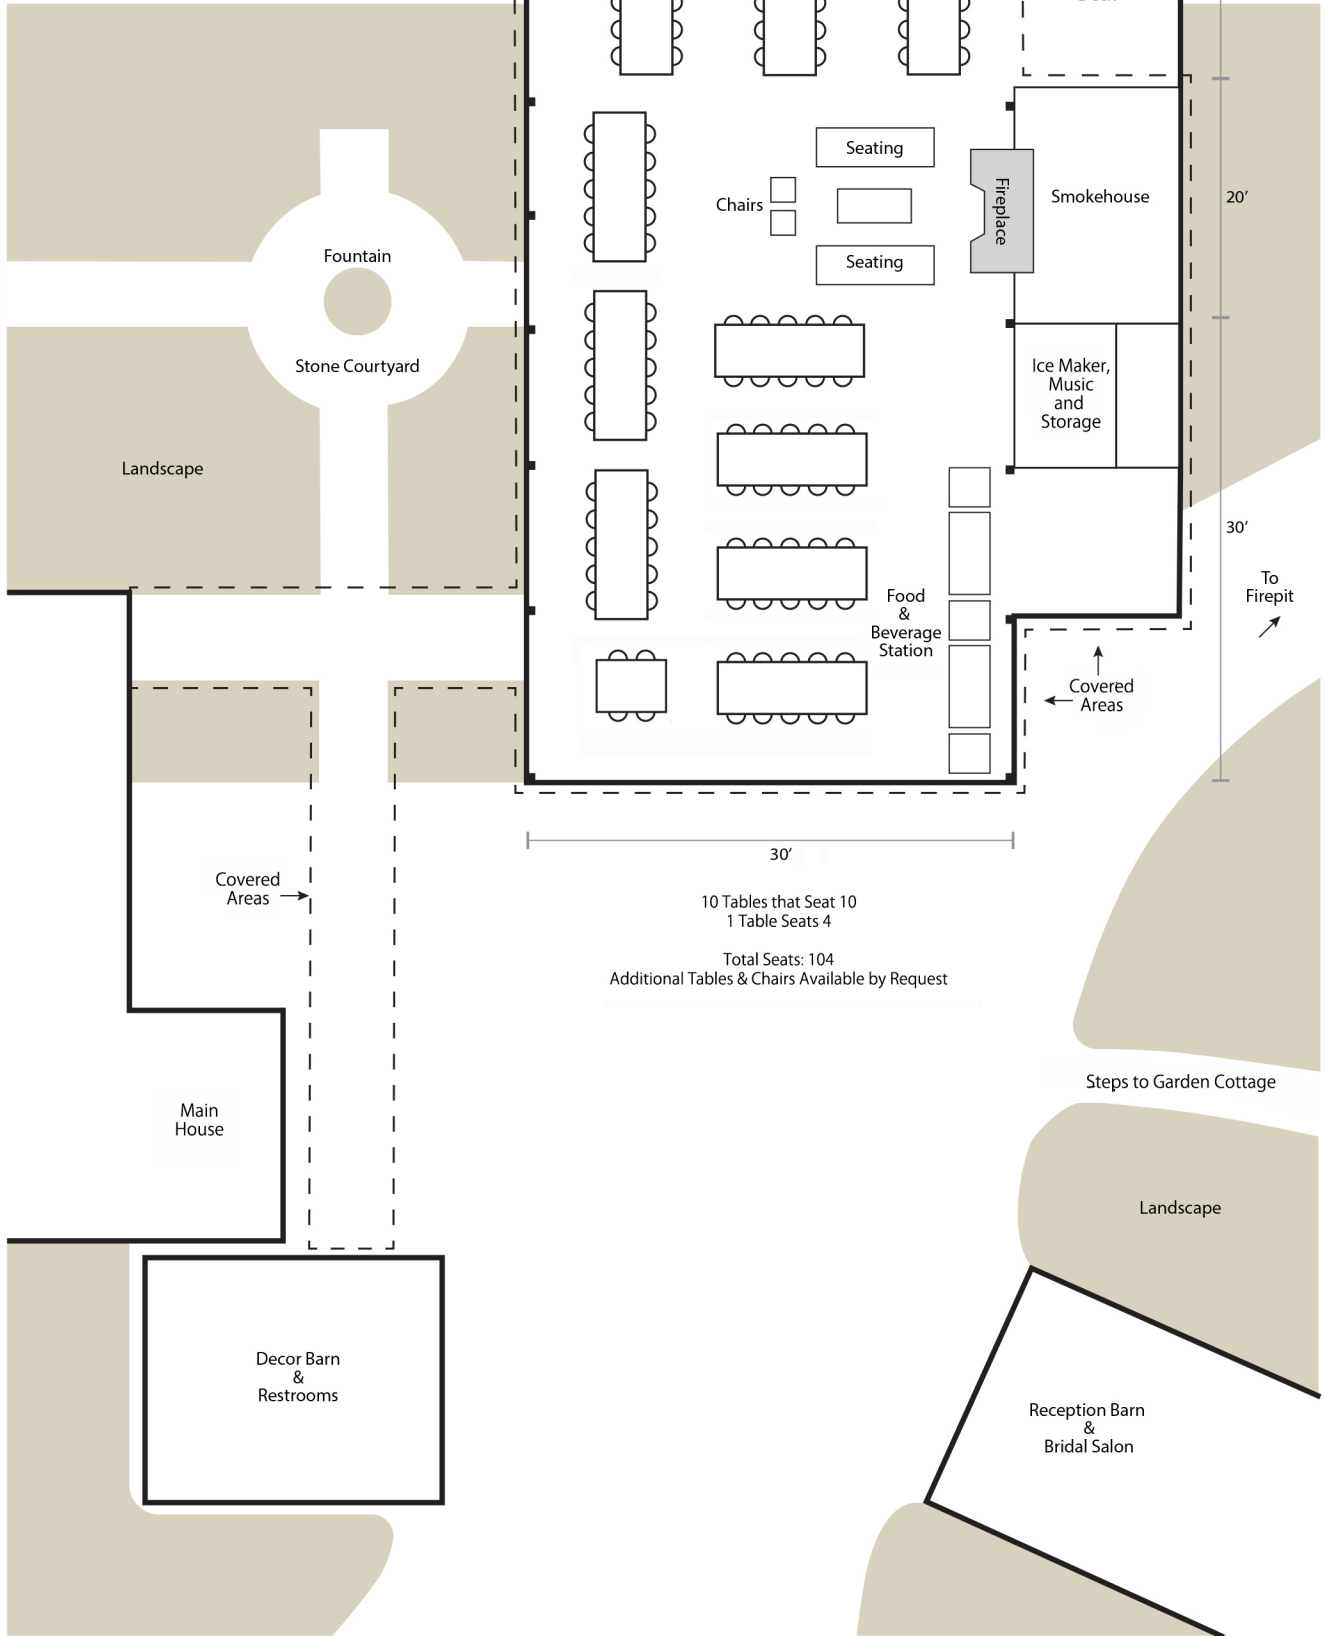 Seating
Chairs
Seating
Fireplace
Smokehouse
20’
Fountain
Stone Courtyard
Ice Maker,
Music
and
Storage
Landscape
30’
To
Firepit
Food
&
Beverage
Station
Covered
Areas
30’
Covered
Areas
10 Tables that Seat 10
1 Table Seats 4
Total Seats: 104
Additional Tables & Chairs Available by Request
Steps to Garden Cottage
Main
House
Landscape
Decor Barn
&
Restrooms
Reception Barn
&
Bridal Salon